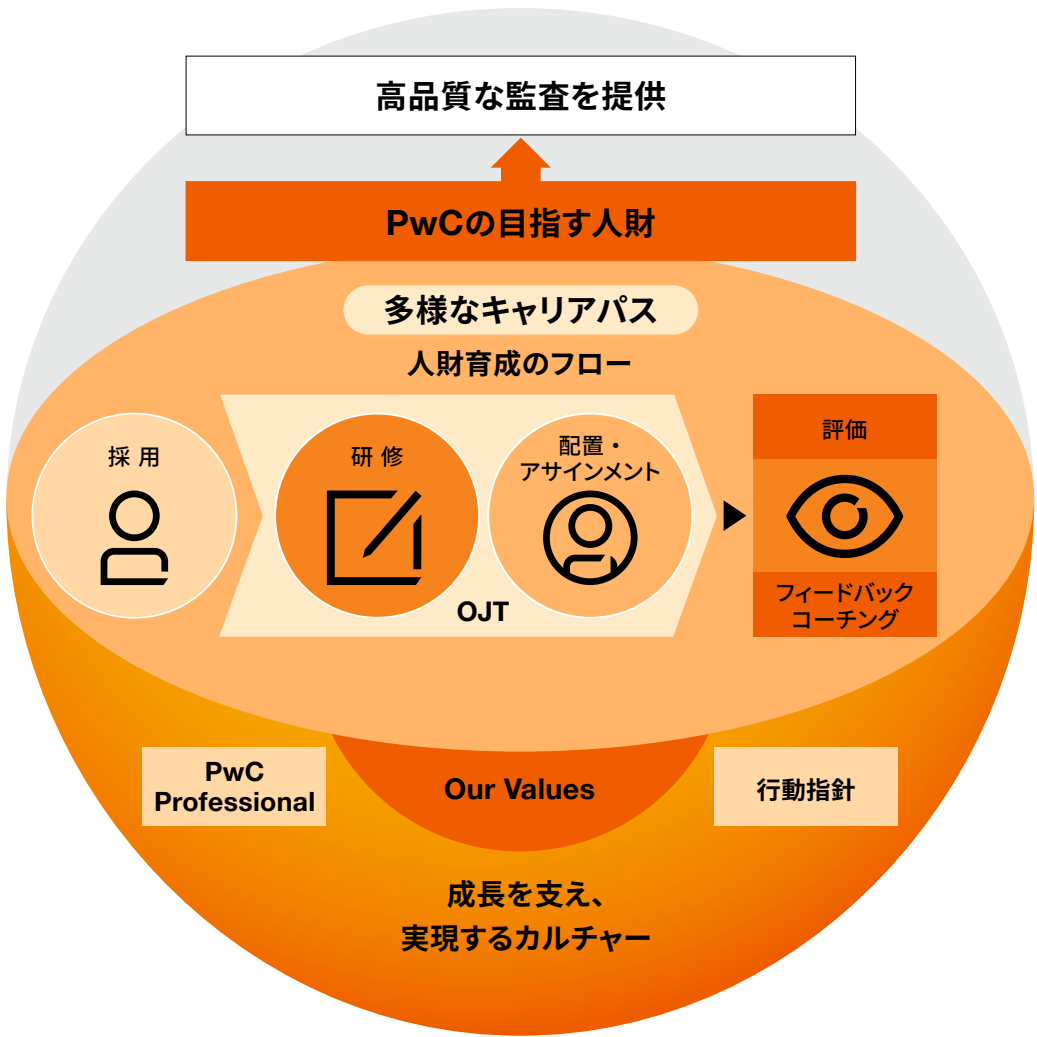 高品質な監査を提供
PwCの目指す人財
多様なキャリアパス
人財育成のフロー
採用
研修
配置・
アサインメント
OJT
評価
フィードバック
コーチング
PwC
Professional
Our Values
行動指針
成長を支え、
実現するカルチャー